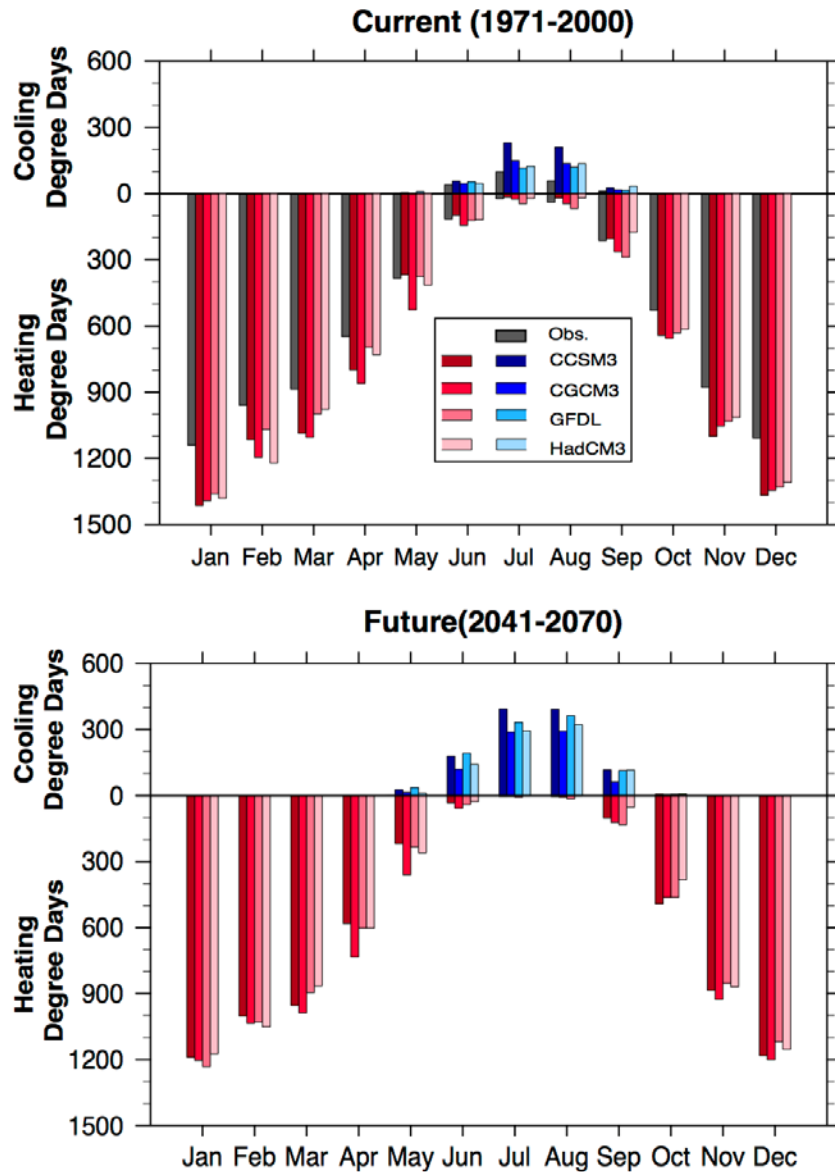 Current (1971-2000)
Cooling
Degree Days
Heating
Degree Days
600
300
0
300
600
900
1200
1500
Obs.
CCSM3
CGCM3
GFDL
HadCM3
Jan Feb Mar Apr May Jun Jul Aug Sep Oct Nov Dec
Future(2041-2070)
Cooling
Degree Days
Heating
Degree Days
600
300
0
300
600
900
1200
1500
Jan Feb Mar Apr May Jun Jul Aug Sep Oct Nov Dec